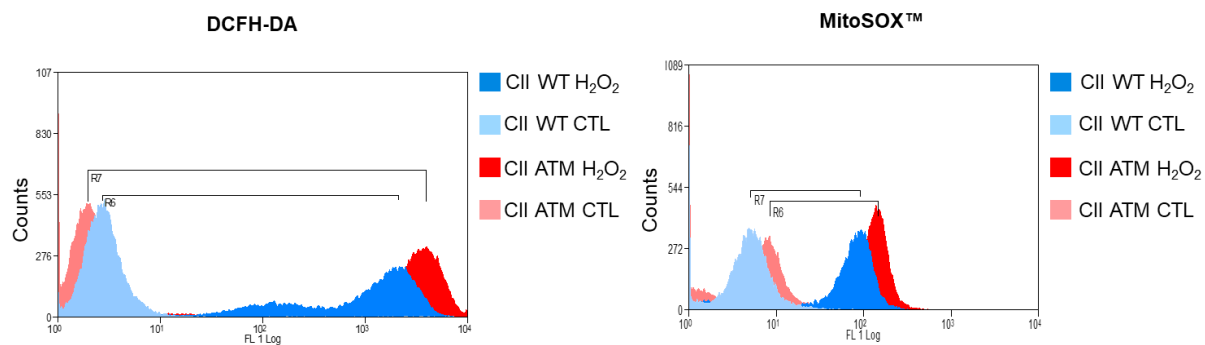 DCFH-DA
107
830
553
276
0
Counts
R7
R6
10⁰
10¹
10²
10³
10⁴
FL 1 Log
CII WT H₂O₂
CII WT CTL
CII ATM H₂O₂
CII ATM CTL
MitoSOX™
1089
816
544
272
0
Counts
R7
R6
10⁰
10¹
10²
10³
10⁴
FL 1 Log
CII WT H₂O₂
CII WT CTL
CII ATM H₂O₂
CII ATM CTL